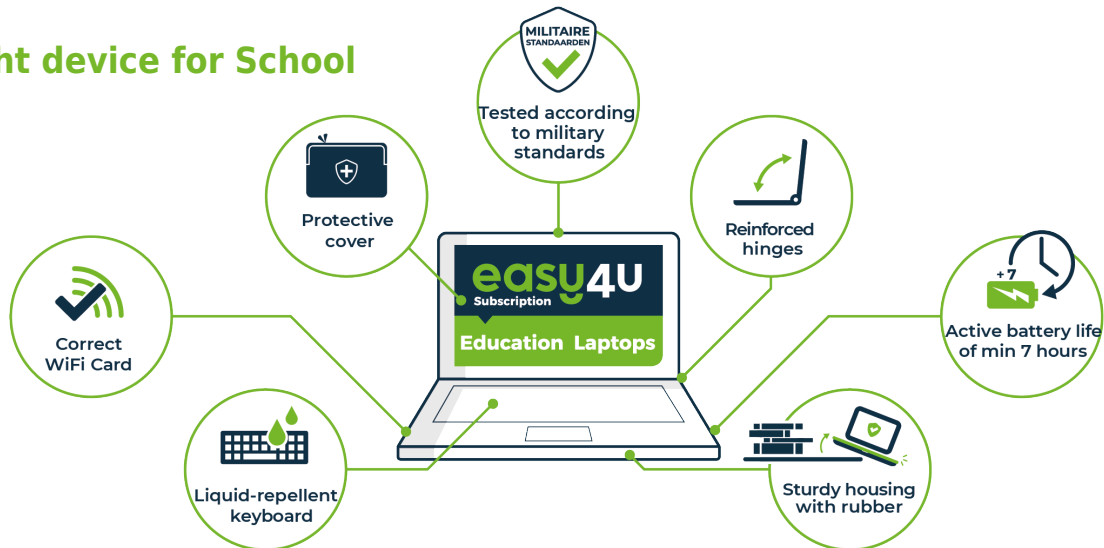 ht device for School
MILITAIRE
STANDAARDEN
Tested according
to military
standards
Protective
cover
Reinforced
hinges
easy4U
Subscription
Education Laptops
+7
Active battery life
of min 7 hours
Correct
WiFi Card
Liquid-repellent
keyboard
Sturdy housing
with rubber